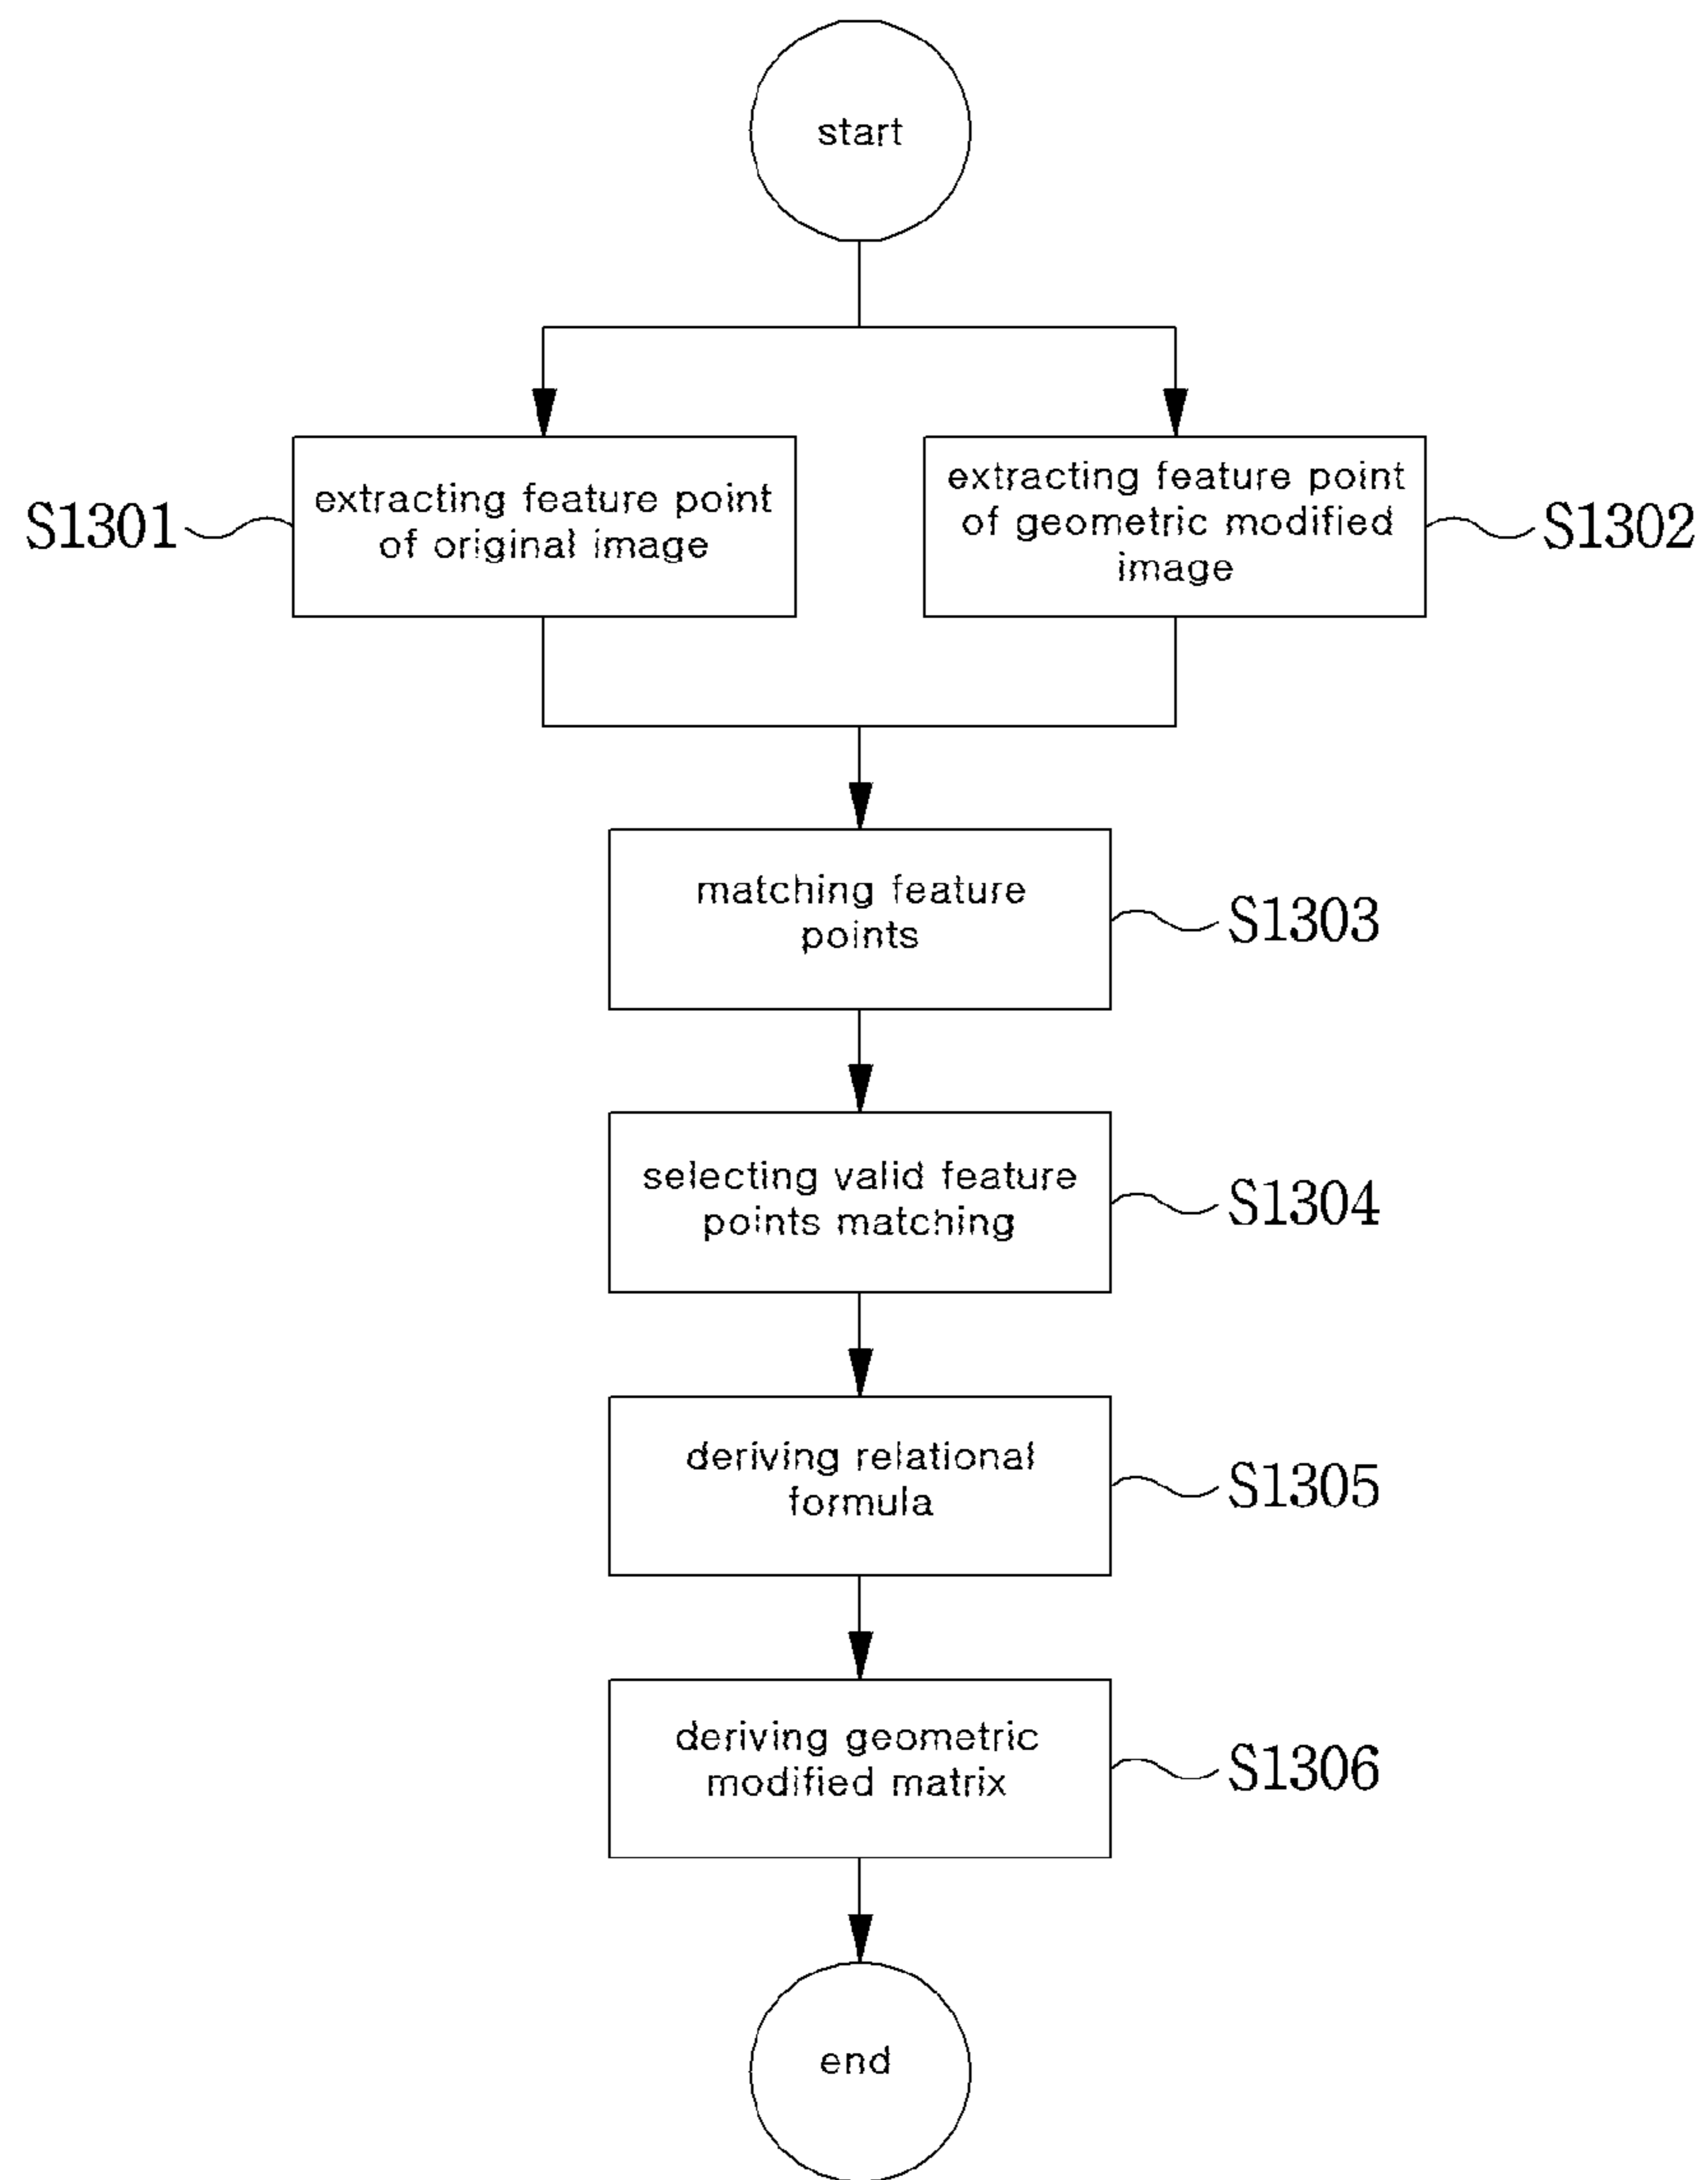 start
extracting feature point
of original image
S1301
extracting feature point
of geometric modified
image
S1302
matching feature
points
S1303
selecting valid feature
points matching
S1304
deriving relational
formula
S1305
deriving geometric
modified matrix
S1306
end